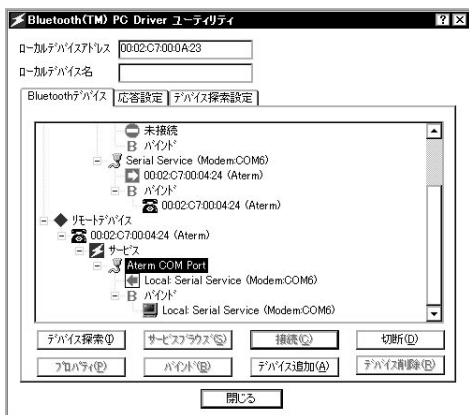 Bluetooth(TM) PC Driver ユーティリティ
ローカルデバイスアドレス 00:02:C7:00:0A:23
ローカルデバイス名
Bluetoothデバイス 応答設定 デバイス探索設定
未接続
B バインド
Serial Service (Modem:COM6)
00:02:C7:00:04:24 (Aterm)
B バインド
00:02:C7:00:04:24 (Aterm)
リモートデバイス
00:02:C7:00:04:24 (Aterm)
サービス
Aterm COM Port
Local: Serial Service (Modem:COM6)
B バインド
Local: Serial Service (Modem:COM6)
デバイス探索(I) サービスブラウズ(S) 接続(C) 切断(D)
プロパティ(P) バインド(B) デバイス追加(A) デバイス削除(R)
閉じる